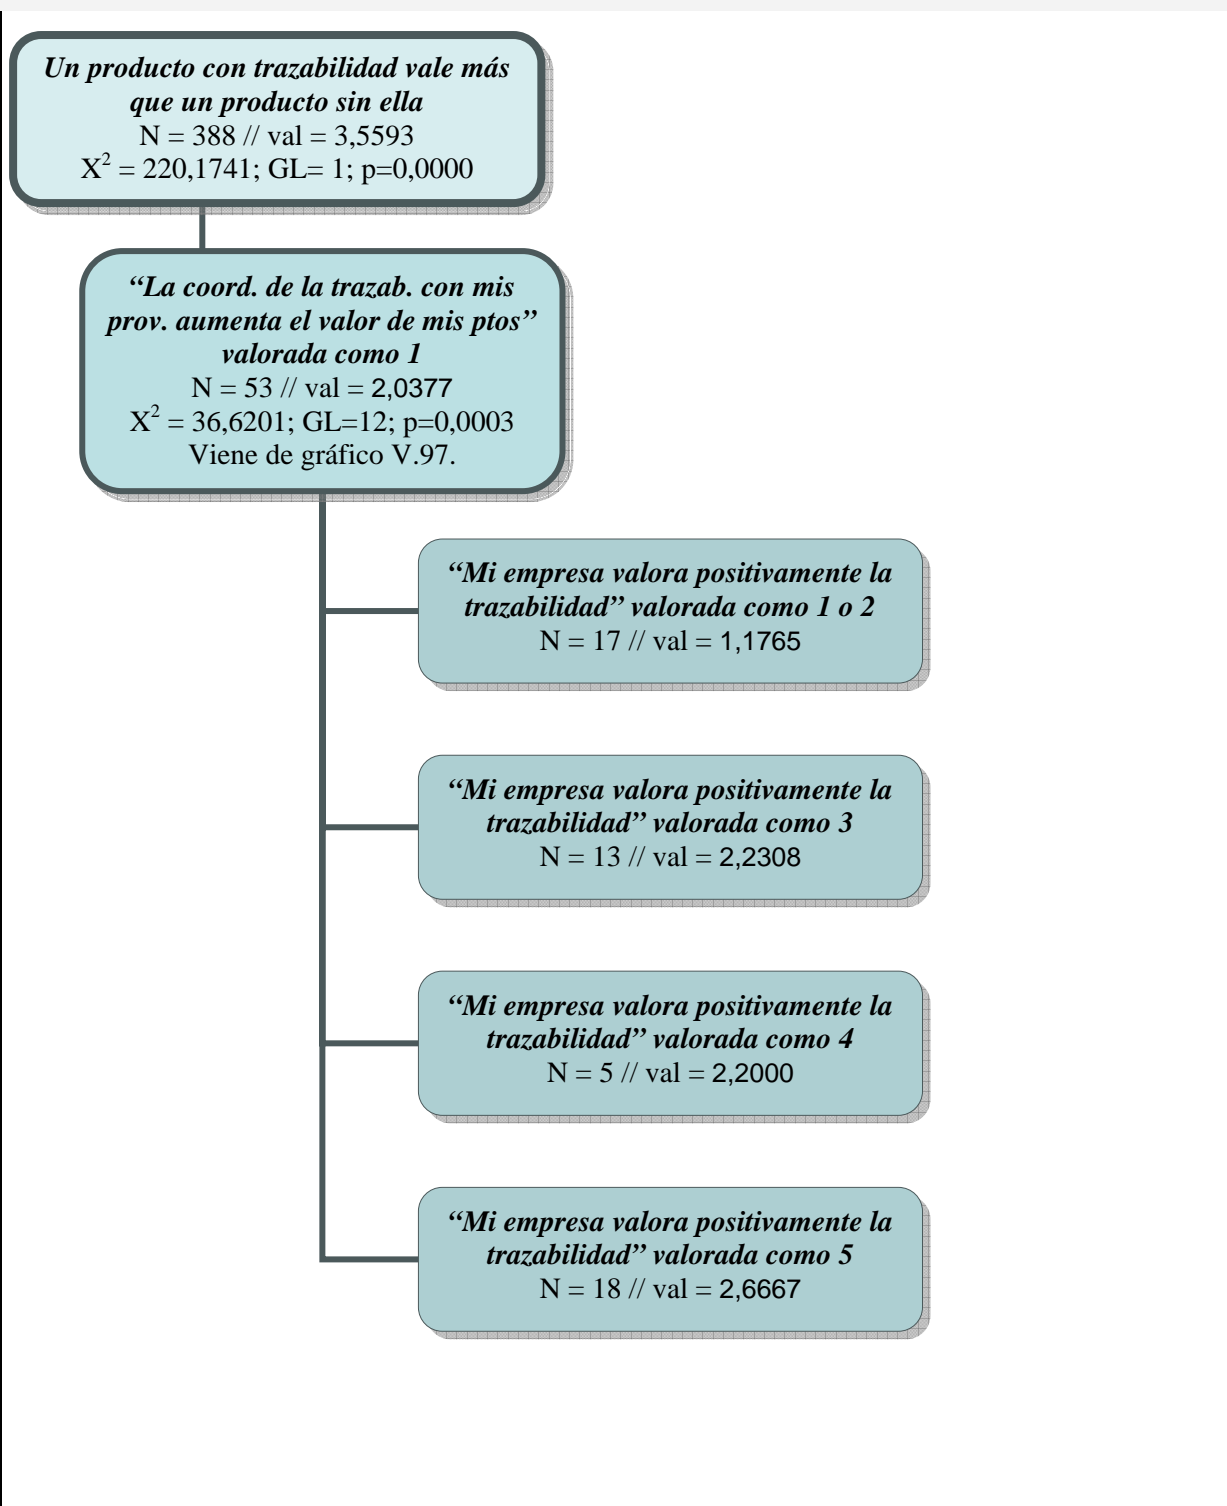 Un producto con trazabilidad vale más
que un producto sin ella
N = 388 // val = 3,5593
X² = 220,1741; GL= 1; p=0,0000
“La coord. de la trazab. con mis
prov. aumenta el valor de mis ptos”
valorada como 1
N = 53 // val = 2,0377
X² = 36,6201; GL=12; p=0,0003
Viene de gráfico V.97.
“Mi empresa valora positivamente la
trazabilidad” valorada como 1 o 2
N = 17 // val = 1,1765
“Mi empresa valora positivamente la
trazabilidad” valorada como 3
N = 13 // val = 2,2308
“Mi empresa valora positivamente la
trazabilidad” valorada como 4
N = 5 // val = 2,2000
“Mi empresa valora positivamente la
trazabilidad” valorada como 5
N = 18 // val = 2,6667